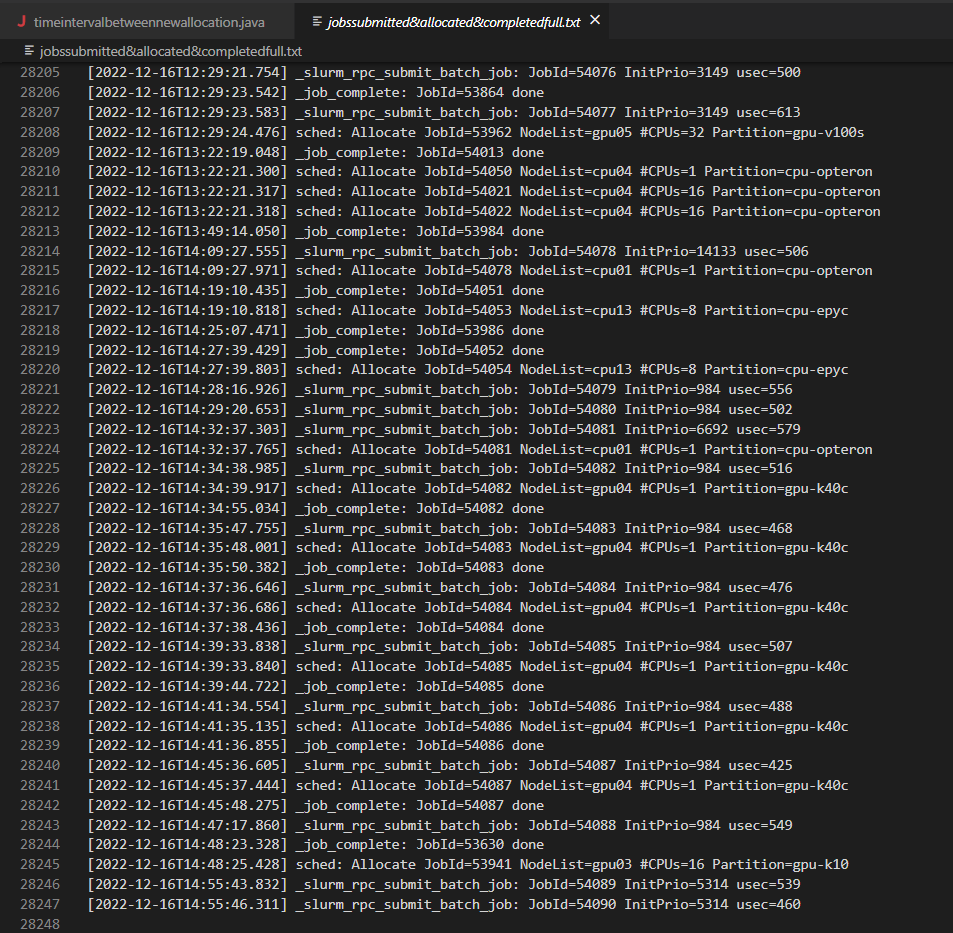 J timeintervalbetweennewallocation.java jobssubmitted&allocated&completedfull.txt ×
jobssubmitted&allocated&completedfull.txt
28205 [2022-12-16T12:29:21.754] _slurm_rpc_submit_batch_job: JobId=54076 InitPrio=3149 usec=500
28206 [2022-12-16T12:29:23.542] _job_complete: JobId=53864 done
28207 [2022-12-16T12:29:23.583] _slurm_rpc_submit_batch_job: JobId=54077 InitPrio=3149 usec=613
28208 [2022-12-16T12:29:24.476] sched: Allocate JobId=53962 NodeList=gpu05 #CPUs=32 Partition=gpu-v100s
28209 [2022-12-16T13:22:19.048] _job_complete: JobId=54013 done
28210 [2022-12-16T13:22:21.300] sched: Allocate JobId=54050 NodeList=cpu04 #CPUs=1 Partition=cpu-opteron
28211 [2022-12-16T13:22:21.317] sched: Allocate JobId=54021 NodeList=cpu04 #CPUs=16 Partition=cpu-opteron
28212 [2022-12-16T13:22:21.318] sched: Allocate JobId=54022 NodeList=cpu04 #CPUs=16 Partition=cpu-opteron
28213 [2022-12-16T13:49:14.050] _job_complete: JobId=53984 done
28214 [2022-12-16T14:09:27.555] _slurm_rpc_submit_batch_job: JobId=54078 InitPrio=14133 usec=506
28215 [2022-12-16T14:09:27.971] sched: Allocate JobId=54078 NodeList=cpu01 #CPUs=1 Partition=cpu-opteron
28216 [2022-12-16T14:19:10.435] _job_complete: JobId=54051 done
28217 [2022-12-16T14:19:10.818] sched: Allocate JobId=54053 NodeList=cpu13 #CPUs=8 Partition=cpu-epyc
28218 [2022-12-16T14:25:07.471] _job_complete: JobId=53986 done
28219 [2022-12-16T14:27:39.429] _job_complete: JobId=54052 done
28220 [2022-12-16T14:27:39.803] sched: Allocate JobId=54054 NodeList=cpu13 #CPUs=8 Partition=cpu-epyc
28221 [2022-12-16T14:28:16.926] _slurm_rpc_submit_batch_job: JobId=54079 InitPrio=984 usec=556
28222 [2022-12-16T14:29:20.653] _slurm_rpc_submit_batch_job: JobId=54080 InitPrio=984 usec=502
28223 [2022-12-16T14:32:37.303] _slurm_rpc_submit_batch_job: JobId=54081 InitPrio=6692 usec=579
28224 [2022-12-16T14:32:37.765] sched: Allocate JobId=54081 NodeList=cpu01 #CPUs=1 Partition=cpu-opteron
28225 [2022-12-16T14:34:38.985] _slurm_rpc_submit_batch_job: JobId=54082 InitPrio=984 usec=516
28226 [2022-12-16T14:34:39.917] sched: Allocate JobId=54082 NodeList=gpu04 #CPUs=1 Partition=gpu-k40c
28227 [2022-12-16T14:34:55.034] _job_complete: JobId=54082 done
28228 [2022-12-16T14:35:47.755] _slurm_rpc_submit_batch_job: JobId=54083 InitPrio=984 usec=468
28229 [2022-12-16T14:35:48.001] sched: Allocate JobId=54083 NodeList=gpu04 #CPUs=1 Partition=gpu-k40c
28230 [2022-12-16T14:35:50.382] _job_complete: JobId=54083 done
28231 [2022-12-16T14:37:36.646] _slurm_rpc_submit_batch_job: JobId=54084 InitPrio=984 usec=476
28232 [2022-12-16T14:37:36.686] sched: Allocate JobId=54084 NodeList=gpu04 #CPUs=1 Partition=gpu-k40c
28233 [2022-12-16T14:37:38.436] _job_complete: JobId=54084 done
28234 [2022-12-16T14:39:33.838] _slurm_rpc_submit_batch_job: JobId=54085 InitPrio=984 usec=507
28235 [2022-12-16T14:39:33.840] sched: Allocate JobId=54085 NodeList=gpu04 #CPUs=1 Partition=gpu-k40c
28236 [2022-12-16T14:39:44.722] _job_complete: JobId=54085 done
28237 [2022-12-16T14:41:34.554] _slurm_rpc_submit_batch_job: JobId=54086 InitPrio=984 usec=488
28238 [2022-12-16T14:41:35.135] sched: Allocate JobId=54086 NodeList=gpu04 #CPUs=1 Partition=gpu-k40c
28239 [2022-12-16T14:41:36.855] _job_complete: JobId=54086 done
28240 [2022-12-16T14:45:36.605] _slurm_rpc_submit_batch_job: JobId=54087 InitPrio=984 usec=425
28241 [2022-12-16T14:45:37.444] sched: Allocate JobId=54087 NodeList=gpu04 #CPUs=1 Partition=gpu-k40c
28242 [2022-12-16T14:45:48.275] _job_complete: JobId=54087 done
28243 [2022-12-16T14:47:17.860] _slurm_rpc_submit_batch_job: JobId=54088 InitPrio=984 usec=549
28244 [2022-12-16T14:48:23.328] _job_complete: JobId=53630 done
28245 [2022-12-16T14:48:25.428] sched: Allocate JobId=53941 NodeList=gpu03 #CPUs=16 Partition=gpu-k10
28246 [2022-12-16T14:55:43.832] _slurm_rpc_submit_batch_job: JobId=54089 InitPrio=5314 usec=539
28247 [2022-12-16T14:55:46.311] _slurm_rpc_submit_batch_job: JobId=54090 InitPrio=5314 usec=460
28248